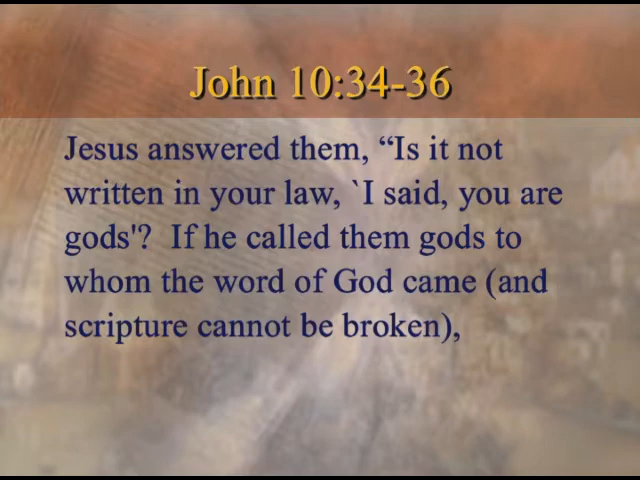 John 10:34-36
Jesus answered them, “Is it not
written in your law, `I said, you are
gods'?  If he called them gods to
whom the word of God came (and
scripture cannot be broken),